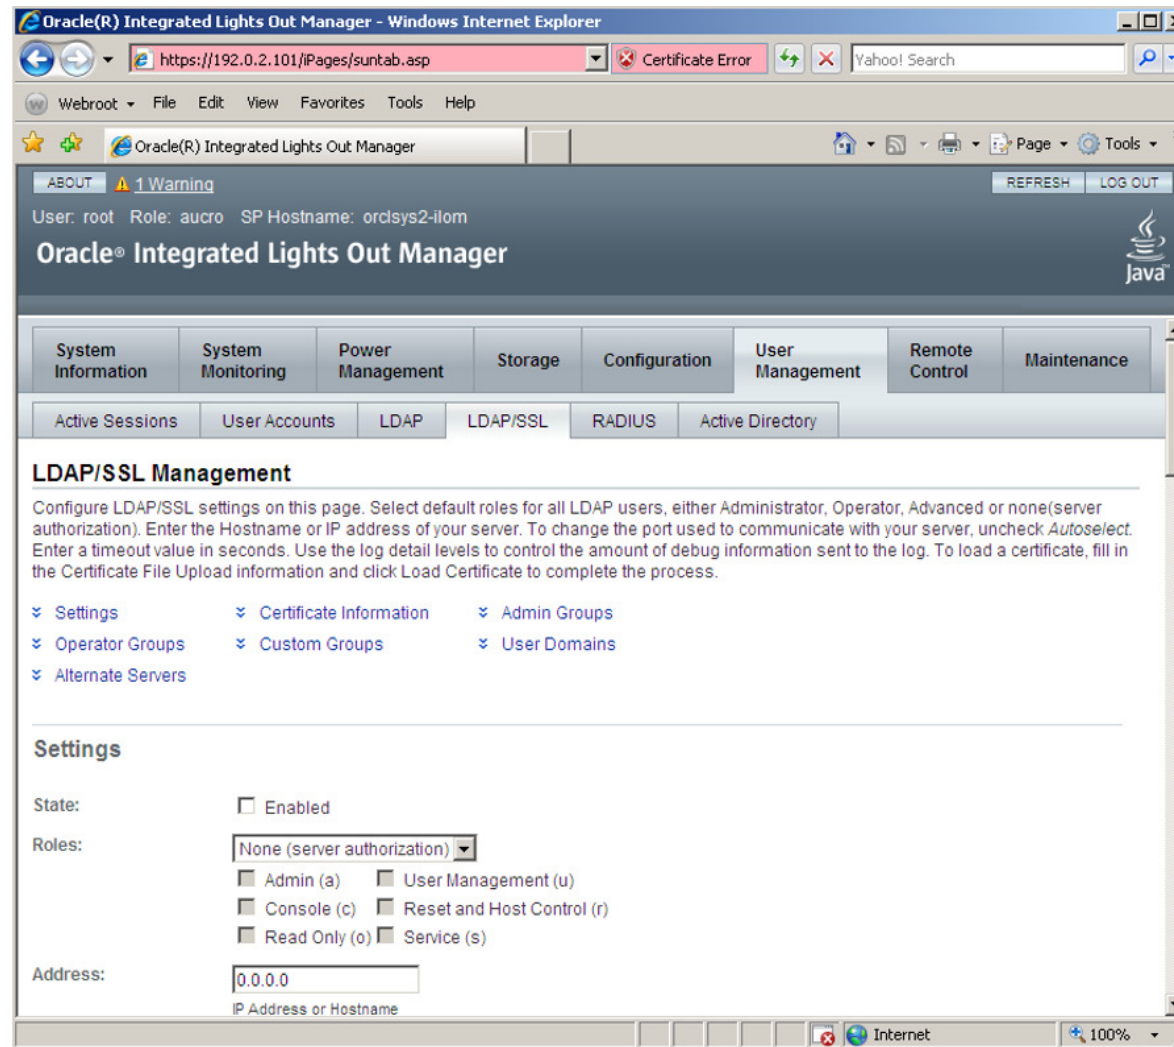 Oracle(R) Integrated Lights Out Manager - Windows Internet Explorer
https://192.0.2.101/iPages/suntab.asp Certificate Error Yahoo! Search
Webroot File Edit View Favorites Tools Help
Oracle(R) Integrated Lights Out Manager Page Tools
ABOUT 1 Warning REFRESH LOG OUT
User: root Role: aucro SP Hostname: orclsys2-ilom
Oracle® Integrated Lights Out Manager
Java™
System Information System Monitoring Power Management Storage Configuration User Management Remote Control Maintenance
Active Sessions User Accounts LDAP LDAP/SSL RADIUS Active Directory
LDAP/SSL Management
Configure LDAP/SSL settings on this page. Select default roles for all LDAP users, either Administrator, Operator, Advanced or none(server
authorization). Enter the Hostname or IP address of your server. To change the port used to communicate with your server, uncheck Autoselect.
Enter a timeout value in seconds. Use the log detail levels to control the amount of debug information sent to the log. To load a certificate, fill in
the Certificate File Upload information and click Load Certificate to complete the process.
Settings Certificate Information Admin Groups
Operator Groups Custom Groups User Domains
Alternate Servers
Settings
State: Enabled
Roles: None (server authorization)
Admin (a) User Management (u)
Console (c) Reset and Host Control (r)
Read Only (o) Service (s)
Address: 0.0.0.0
IP Address or Hostname
Internet 100%